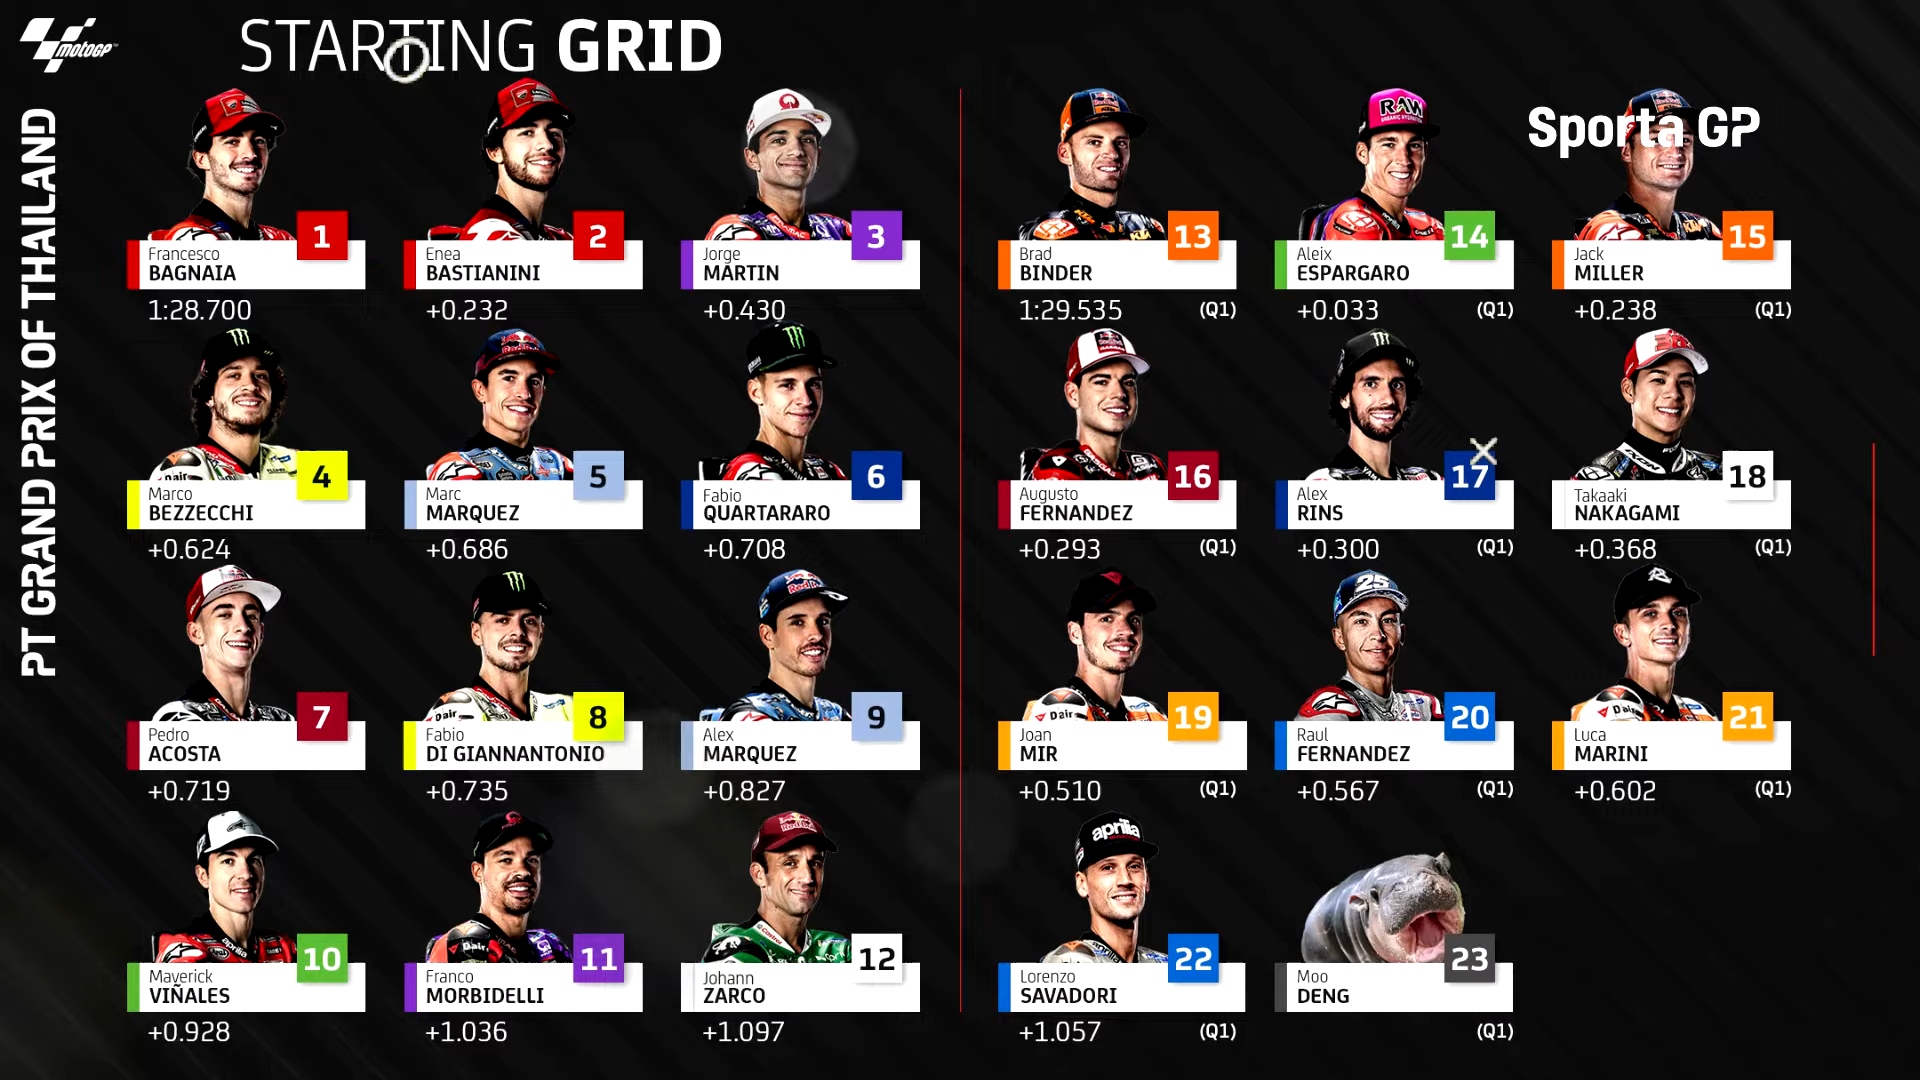 motoGP™
STARTING GRID
PT GRAND PRIX OF THAILAND
Sporta GP
1
Francesco
BAGNAIA
1:28.700
2
Enea
BASTIANINI
+0.232
3
Jorge
MARTIN
+0.430
4
Marco
BEZZECCHI
+0.624
5
Marc
MARQUEZ
+0.686
6
Fabio
QUARTARARO
+0.708
7
Pedro
ACOSTA
+0.719
8
Fabio
DI GIANNANTONIO
+0.735
9
Alex
MARQUEZ
+0.827
10
Maverick
VIÑALES
+0.928
11
Franco
MORBIDELLI
+1.036
12
Johann
ZARCO
+1.097
13
Brad
BINDER
1:29.535 (Q1)
RAW
14
Aleix
ESPARGARO
+0.033 (Q1)
15
Jack
MILLER
+0.238 (Q1)
16
Augusto
FERNANDEZ
+0.293 (Q1)
17
Alex
RINS
+0.300 (Q1)
18
Takaaki
NAKAGAMI
+0.368 (Q1)
19
Joan
MIR
+0.510 (Q1)
25
20
Raul
FERNANDEZ
+0.567 (Q1)
21
Luca
MARINI
+0.602 (Q1)
aprilia
22
Lorenzo
SAVADORI
+1.057 (Q1)
23
Moo
DENG
(Q1)